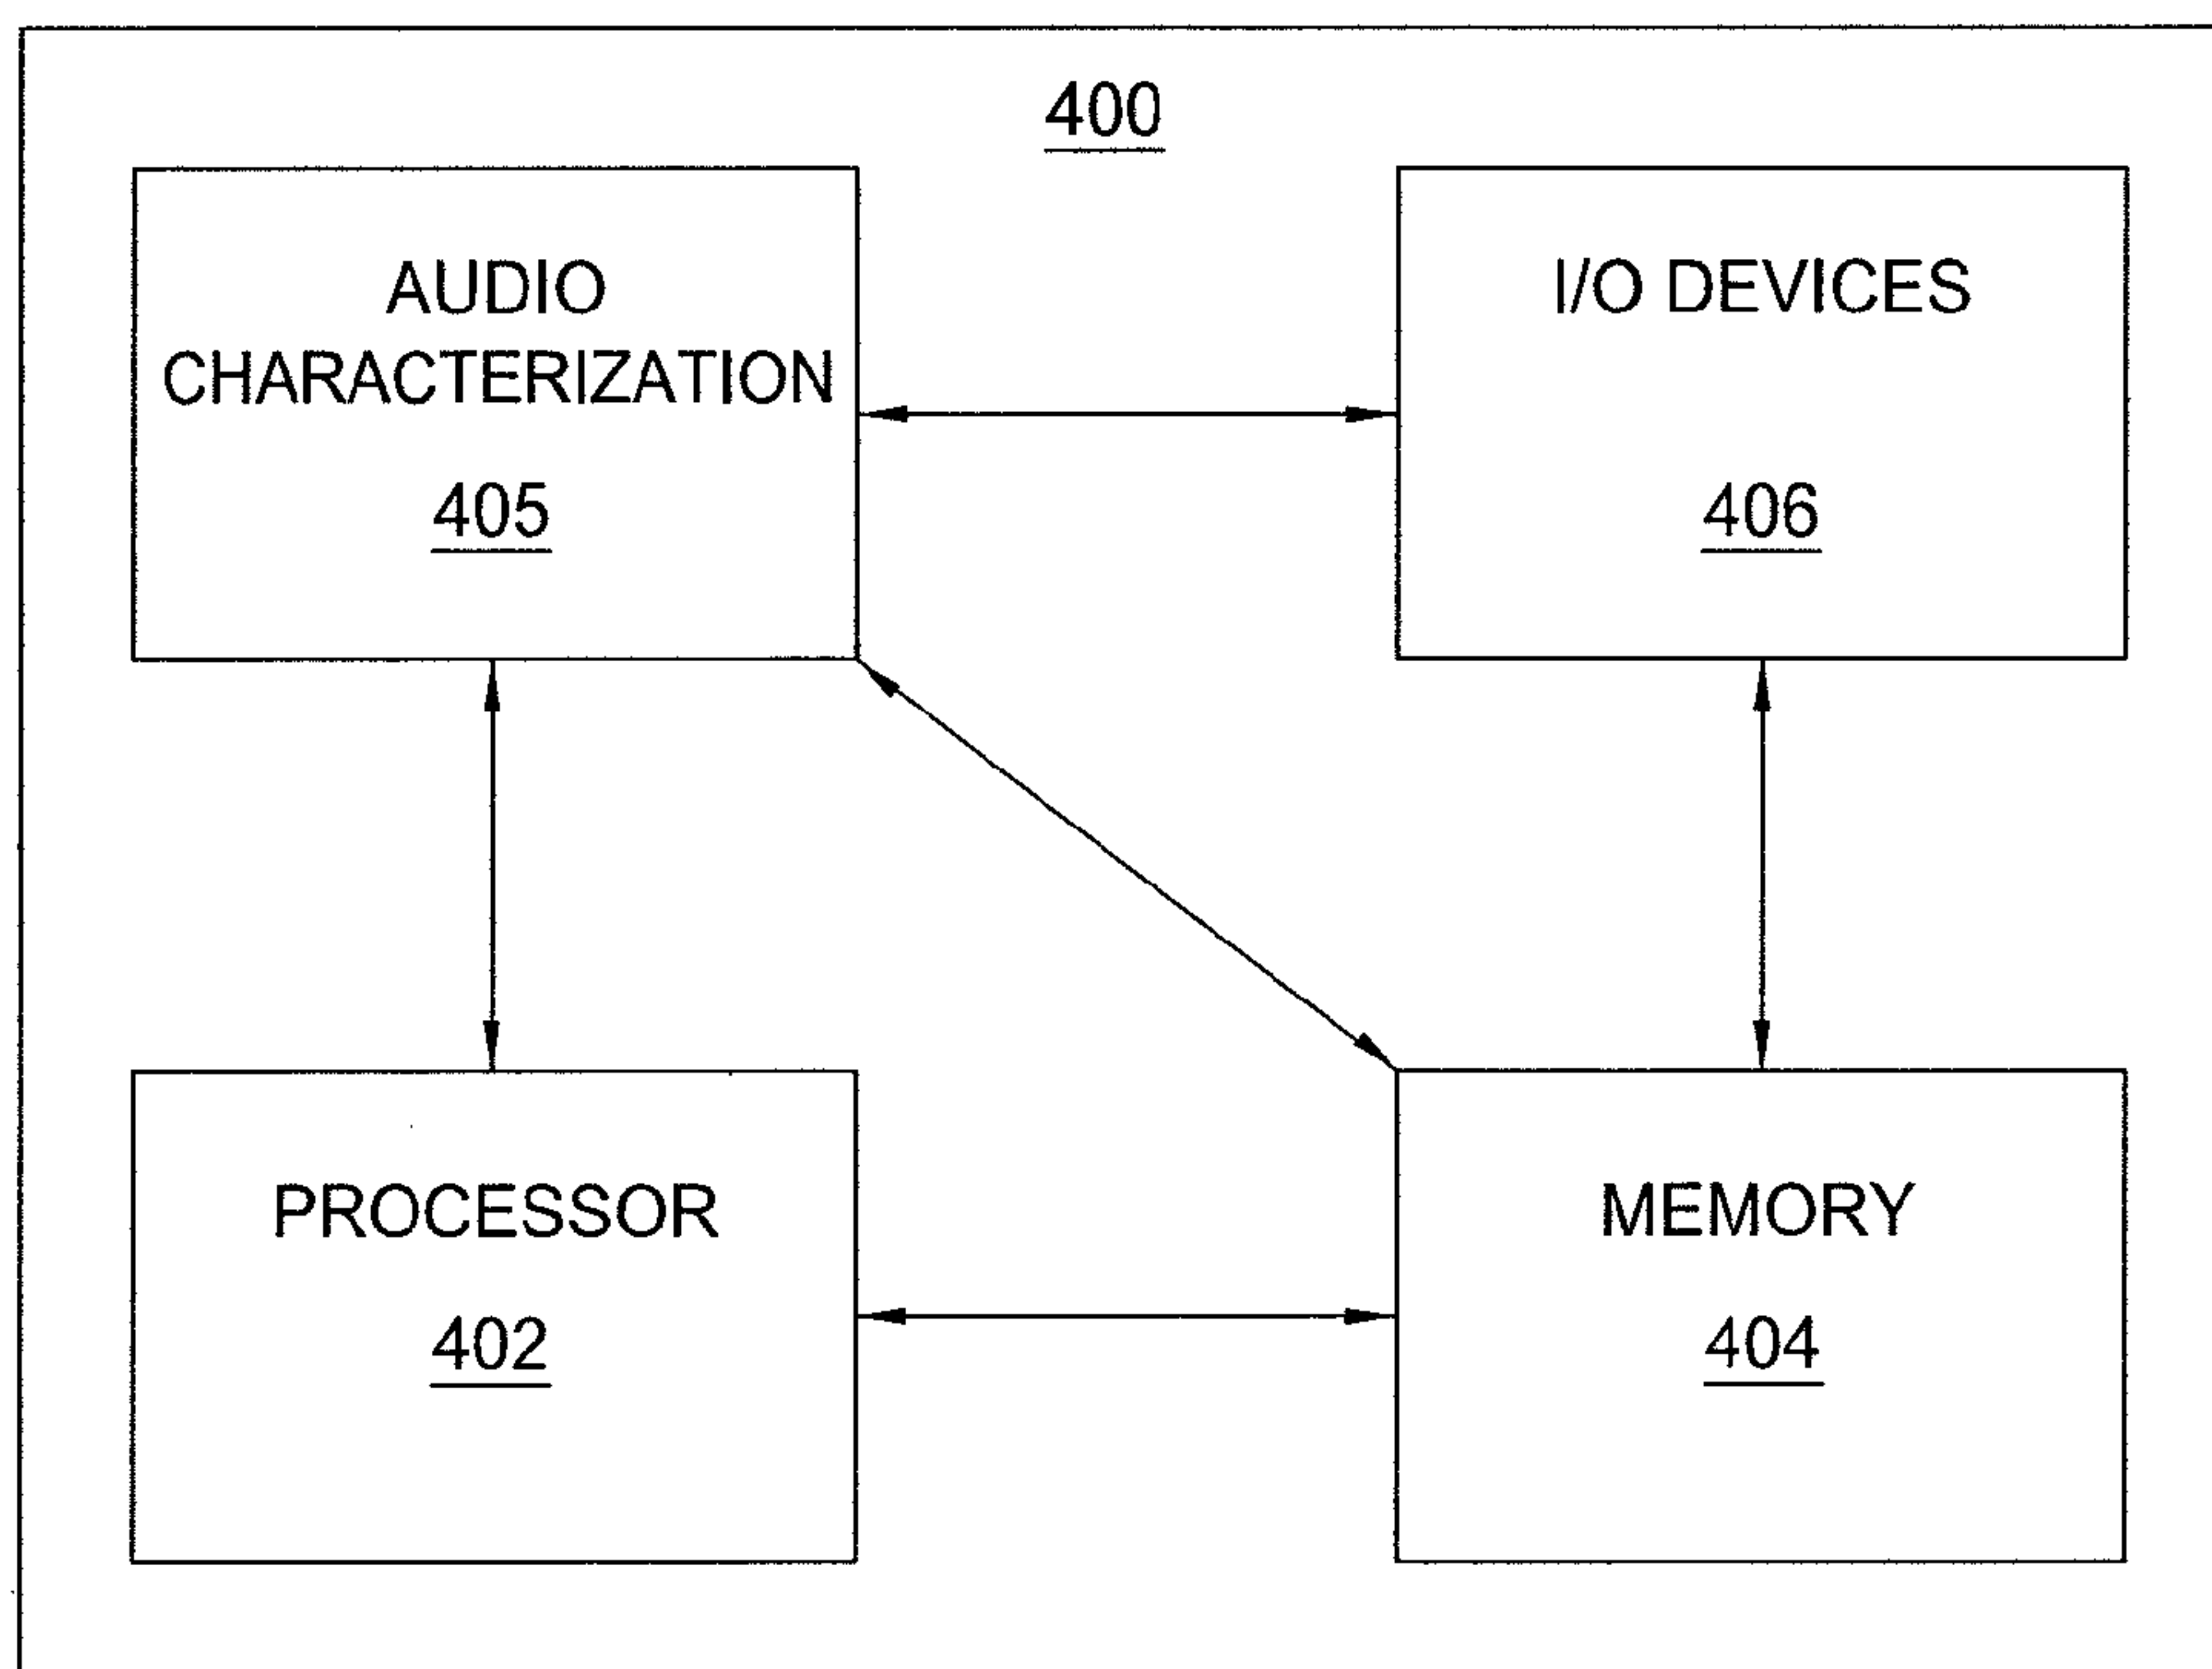 400
AUDIO
CHARACTERIZATION
405
I/O DEVICES
406
PROCESSOR
402
MEMORY
404